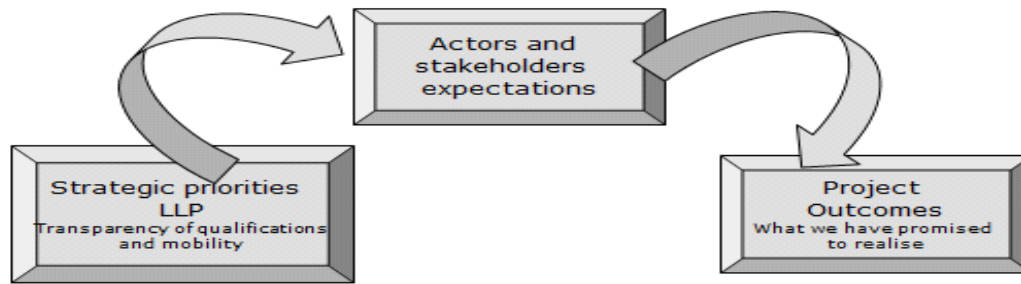 Strategic priorities
LLP
Transparency of qualifications
and mobility
Actors and
stakeholders
expectations
Project
Outcomes
What we have promised
to realise